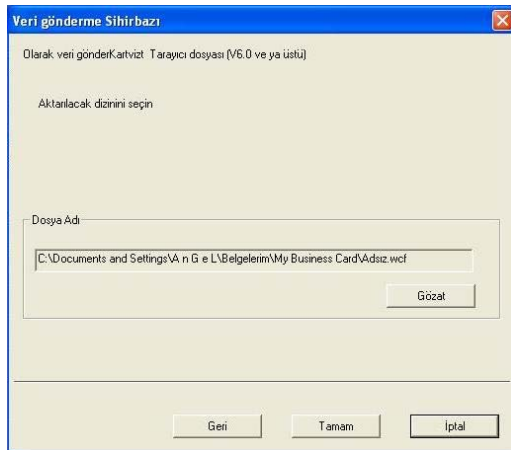 Veri gönderme Sihirbazı
Olarak veri gönderKartvizt Tarayıcı dosyası (V6.0 ve ya üstü)
Aktarılacak dizinini seçin
Dosya Adı
C:\Documents and Settings\A n G e L\Belgelerim\My Business Card\Adsız.wcf
Gözat
Geri Tamam İptal